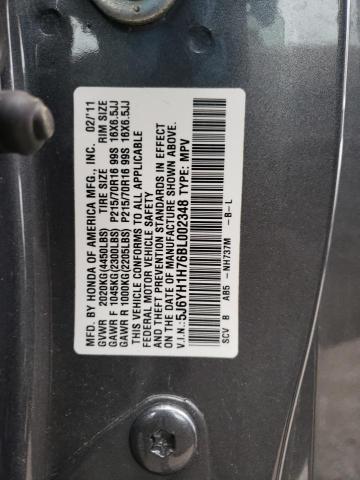 MFD. BY HONDA OF AMERICA MFG., INC. 02/'11
GVWR 2020KG(4450LBS) TIRE SIZE RIM SIZE
GAWR F 1045KG(2300LBS) P215/70R16 99S 16X6.5JJ
GAWR R 1000KG(2205LBS) P215/70R16 99S 16X6.5JJ
THIS VEHICLE CONFORMS TO ALL APPLICABLE
FEDERAL MOTOR VEHICLE SAFETY
AND THEFT PREVENTION STANDARDS IN EFFECT
ON THE DATE OF MANUFACTURE SHOWN ABOVE.
V.I.N.: 5J6YH1H76BL002348 TYPE: MPV
SCV B AB5 -NH737M -B-L